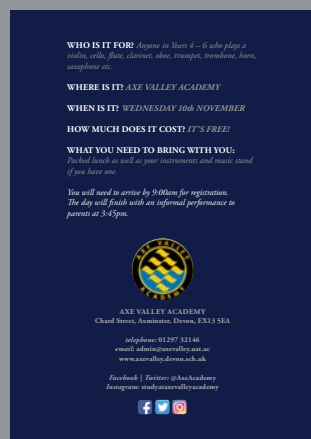 WHO IS IT FOR? Anyone in Years 4 – 6 who plays a
violin, cello, flute, clarinet, oboe, trumpet, trombone, horn,
saxophone etc.
WHERE IS IT? AXE VALLEY ACADEMY
WHEN IS IT? WEDNESDAY 10th NOVEMBER
HOW MUCH DOES IT COST? IT'S FREE!
WHAT YOU NEED TO BRING WITH YOU:
Packed lunch as well as your instruments and music stand
if you have one.
You will need to arrive by 9:00am for registration.
The day will finish with an informal performance to
parents at 3:45pm.
AXE VALLEY
ACADEMY
AXE VALLEY ACADEMY
Chard Street, Axminster, Devon, EX13 5EA
telephone: 01297 32146
email: admin@axevalley.uat.ac
www.axevalley.devon.sch.uk
Facebook | Twitter: @AxeAcademy
Instagram: studyataxevalleyacademy